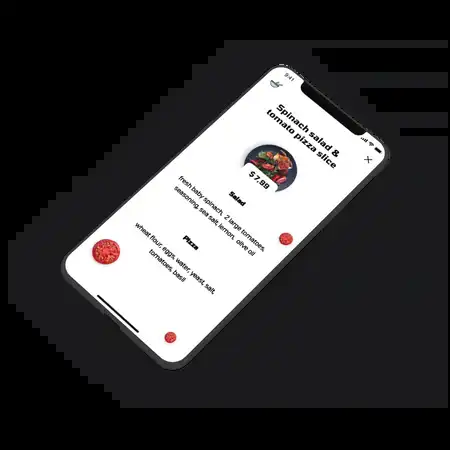 9:41
Spinach salad &
tomato pizza slice
$ 7,99
Salad
fresh baby spinach, 2 large tomatoes,
seasoning, sea salt, lemon, olive oil
Pizza
wheat flour, eggs, water, yeast, salt,
tomatoes, basil